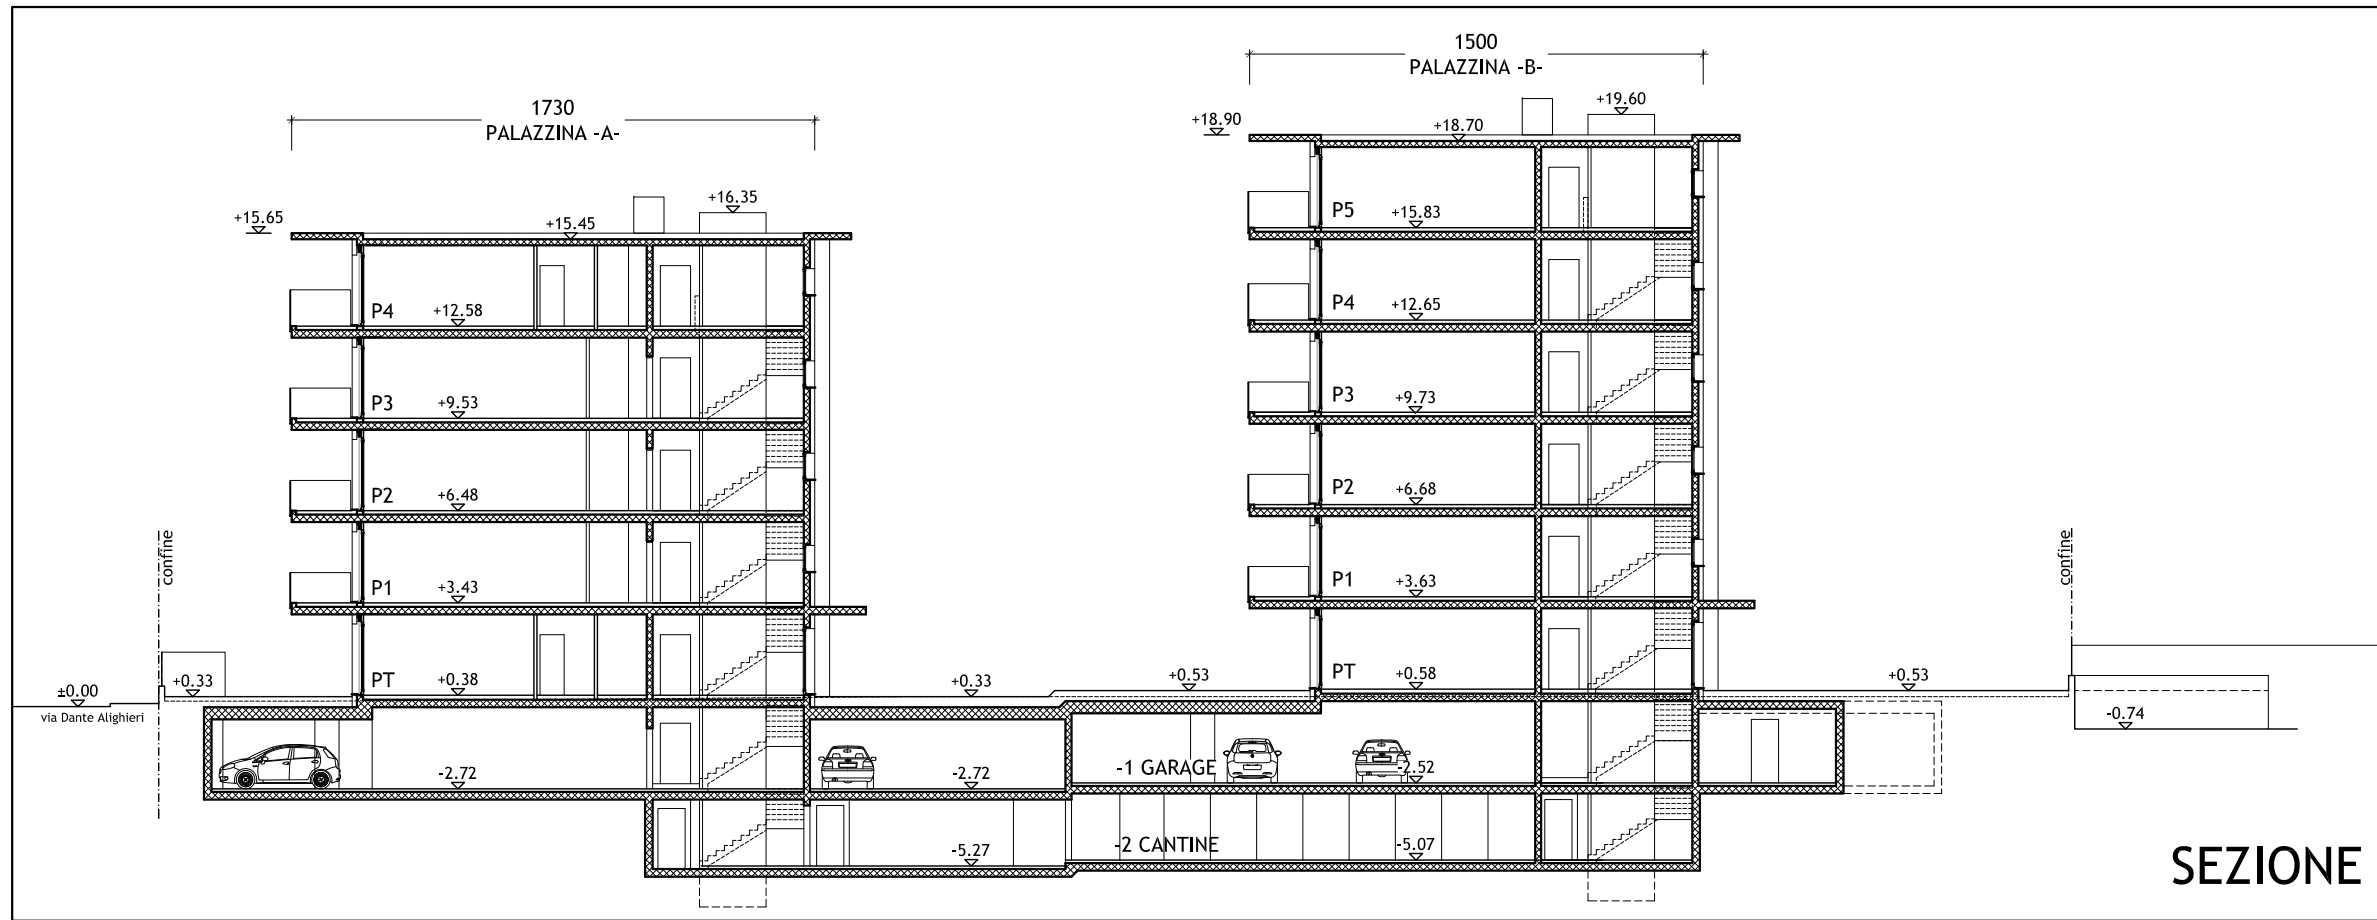 1500
PALAZZINA -B-
1730
PALAZZINA -A-
+19.60
+18.90
+18.70
+16.35
+15.65
+15.45
P5 +15.83
P4 +12.58
P4 +12.65
P3 +9.53
P3 +9.73
P2 +6.48
P2 +6.68
confine
confine
P1 +3.43
P1 +3.63
±0.00
via Dante Alighieri
+0.33
PT +0.38
+0.33
+0.53
PT +0.58
+0.53
-0.74
-2.72
-2.72
-1 GARAGE
-2.52
-5.27
-2 CANTINE
-5.07
SEZIONE